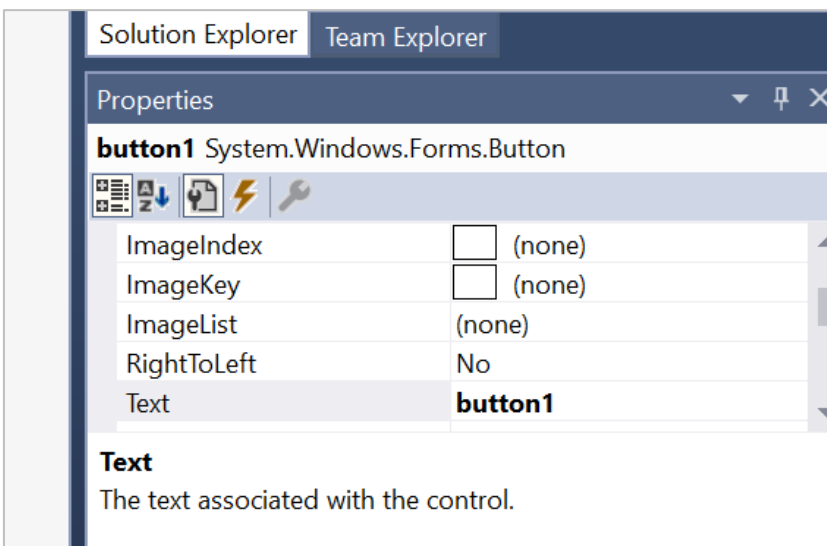 Solution Explorer Team Explorer
Properties
button1 System.Windows.Forms.Button
ImageIndex (none)
ImageKey (none)
ImageList (none)
RightToLeft No
Text button1
Text
The text associated with the control.